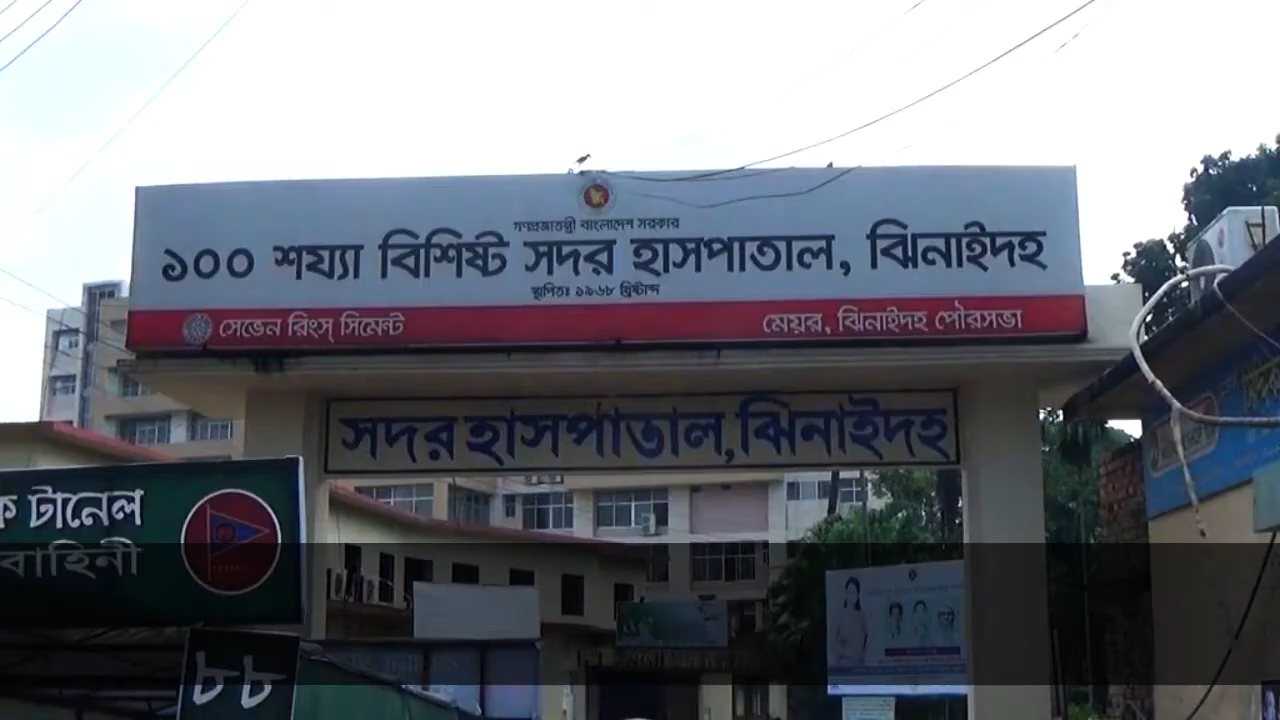 গণপ্রজাতন্ত্রী বাংলাদেশ সরকার
১০০ শয্যা বিশিষ্ট সদর হাসপাতাল, ঝিনাইদহ
স্থাপিতঃ ১৯৬৮ খ্রিষ্টাব্দ
সেভেন রিংস্ সিমেন্ট
মেয়র, ঝিনাইদহ পৌরসভা
সদর হাসপাতাল, ঝিনাইদহ
টানেল
বাহিনী
৮৮